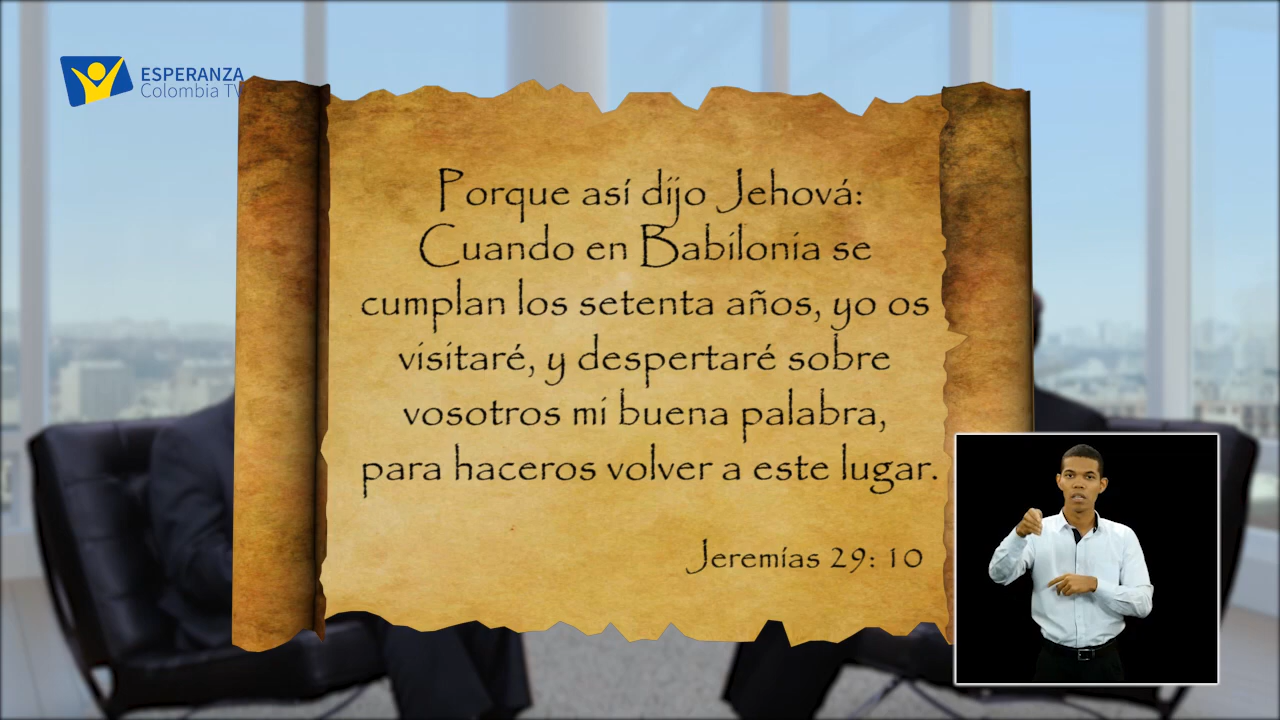 ESPERANZA
Colombia TV
Porque así dijo Jehová:
Cuando en Babilonia se
cumplan los setenta años, yo os
visitaré, y despertaré sobre
vosotros mi buena palabra,
para haceros volver a este lugar.
Jeremías 29: 10